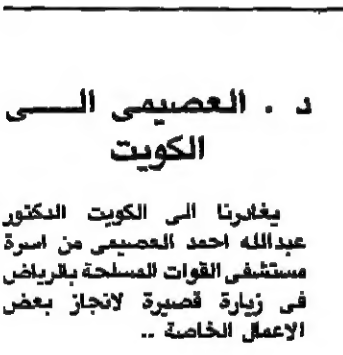 د . العصيمى الــــى
الكويت
يغادرنا الى الكويت الدكتور
عبدالله احمد العصيمى من اسرة
مستشفى القوات المسلحة بالرياض
فى زيارة قصيرة لانجاز بعض
الاعمال الخاصة ..